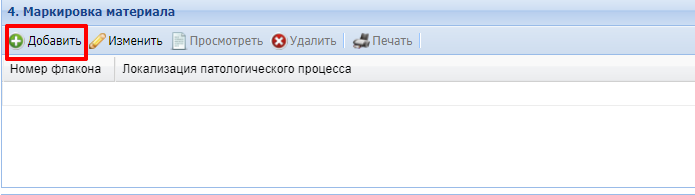 4. Маркировка материала
Добавить Изменить Просмотреть Удалить Печать
Номер флакона Локализация патологического процесса